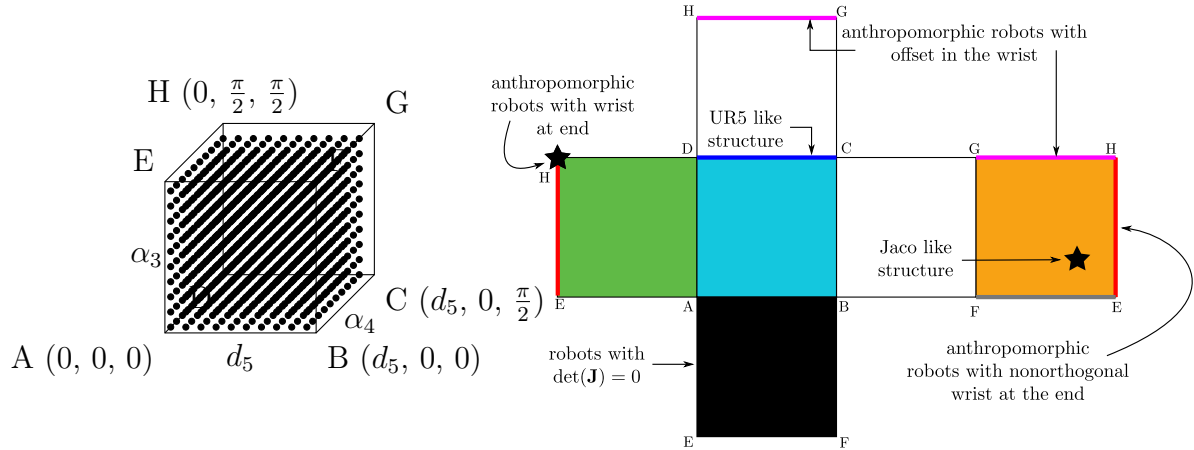 H (0, π/2, π/2)
G
E
F
α3
D
C (d5, 0, π/2)
α4
A (0, 0, 0)
d5
B (d5, 0, 0)
H
G
anthropomorphic robots with
offset in the wrist
anthropomorphic
robots with wrist
at end
UR5 like
structure
H
D
C
G
H
Jaco like
structure
E
A
B
F
E
robots with
det(J) = 0
anthropomorphic
robots with nonorthogonal
wrist at the end
E
F